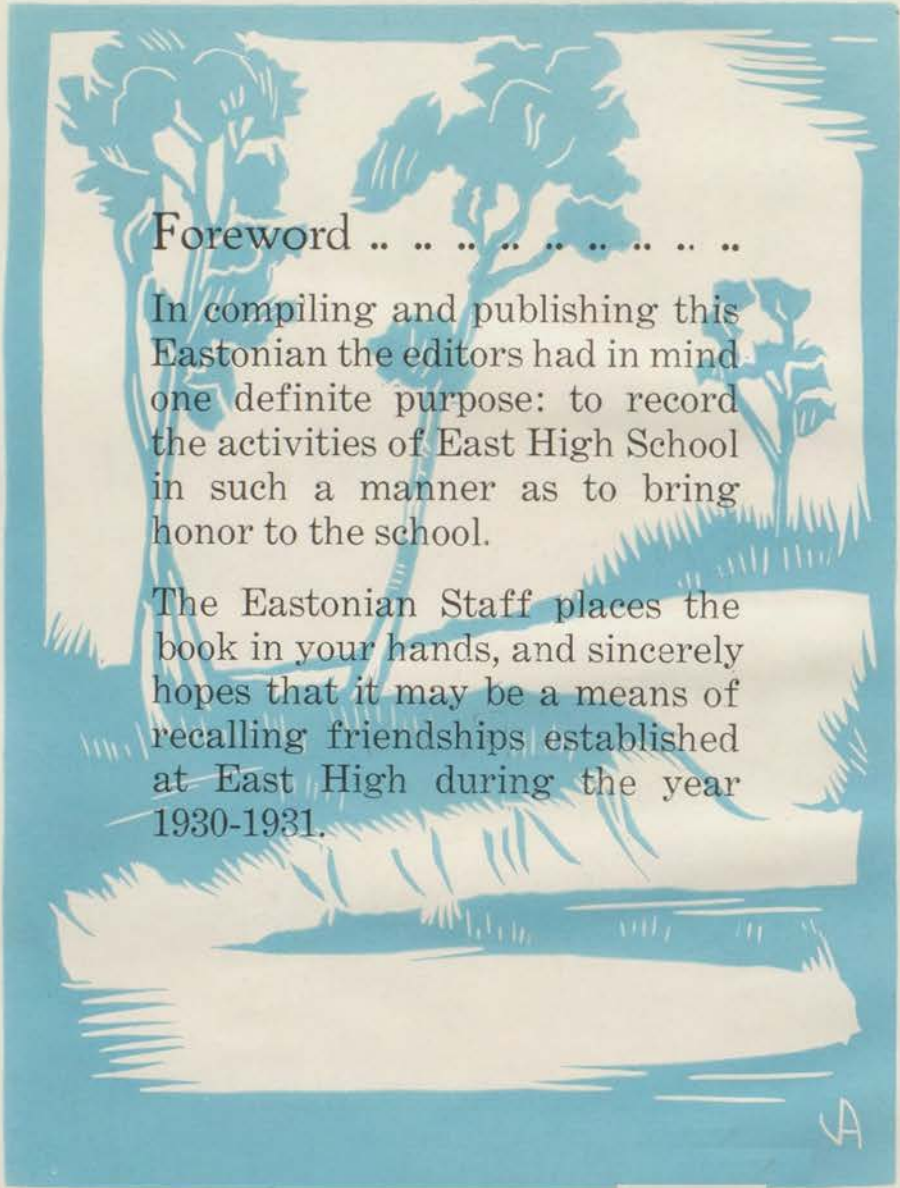 Foreword .. .. .. .. .. .. .. .. ..
In compiling and publishing this
Eastonian the editors had in mind
one definite purpose: to record
the activities of East High School
in such a manner as to bring
honor to the school.
The Eastonian Staff places the
book in your hands, and sincerely
hopes that it may be a means of
recalling friendships established
at East High during the year
1930-1931.
VA